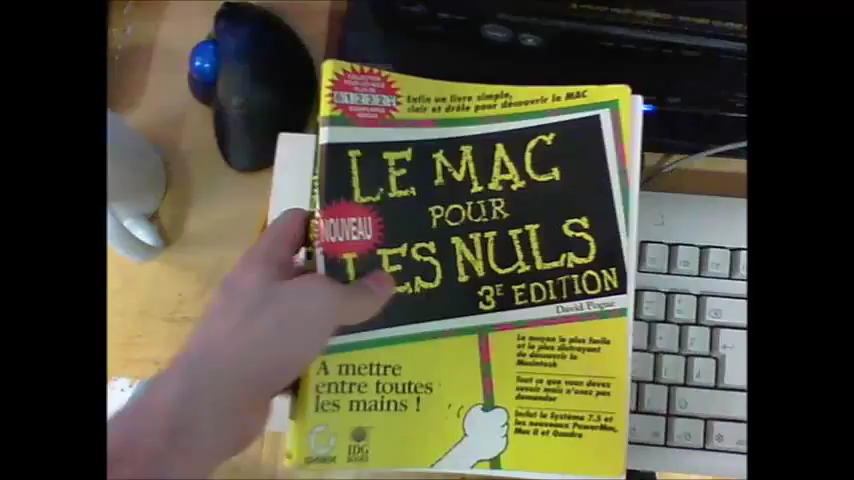 COLLECTION
Enfin un livre simple,
clair et drôle pour découvrir le MAC
LE MAC
POUR
NOUVEAU
LES NULS
3E EDITION
David Pogue
Le moyen le plus facile
et le plus distrayant
de découvrir le
Macintosh
A mettre
entre toutes
les mains !
Tout ce que vous devez
savoir mais n'osez pas
demander
Inclut le Système 7.5 et
les nouveaux PowerMac,
Mac II et Quadra
IDG
BOOKS